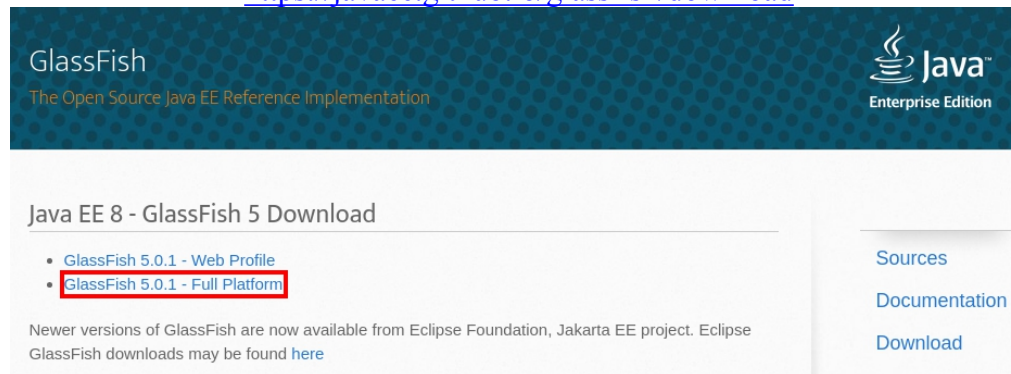 GlassFish
The Open Source Java EE Reference Implementation
Java™
Enterprise Edition
Java EE 8 - GlassFish 5 Download
GlassFish 5.0.1 - Web Profile
GlassFish 5.0.1 - Full Platform
Newer versions of GlassFish are now available from Eclipse Foundation, Jakarta EE project. Eclipse
GlassFish downloads may be found here
Sources
Documentation
Download